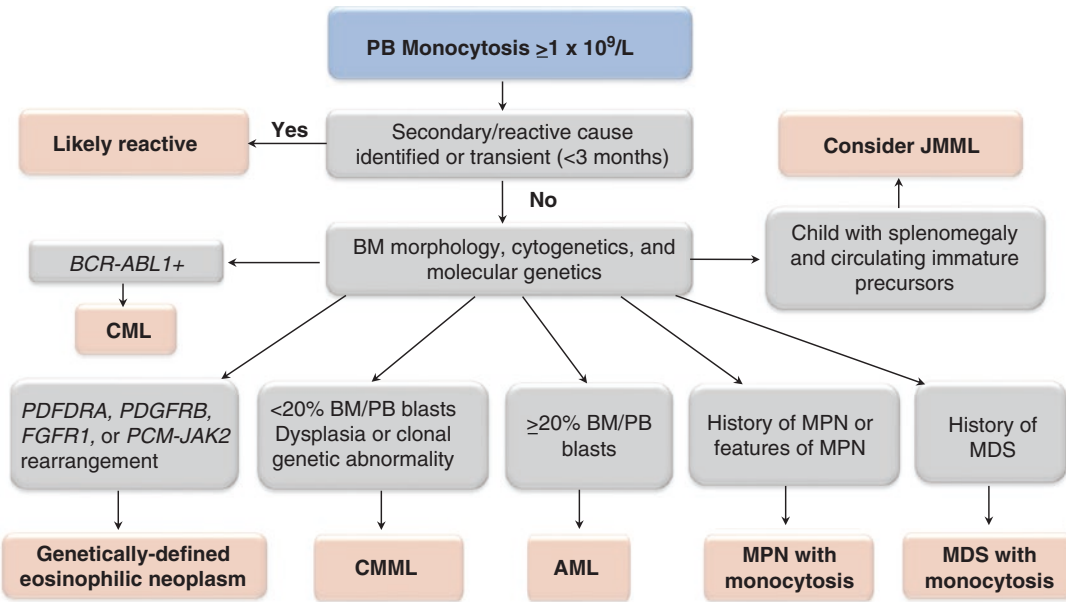 PB Monocytosis ≥1 x 10⁹/L
Secondary/reactive cause
identified or transient (<3 months)
Yes
Likely reactive
No
Consider JMML
Child with splenomegaly
and circulating immature
precursors
BM morphology, cytogenetics, and
molecular genetics
BCR-ABL1+
CML
PDFDRA, PDGFRB,
FGFR1, or PCM-JAK2
rearrangement
<20% BM/PB blasts
Dysplasia or clonal
genetic abnormality
≥20% BM/PB
blasts
History of MPN or
features of MPN
History of
MDS
Genetically-defined
eosinophilic neoplasm
CMML
AML
MPN with
monocytosis
MDS with
monocytosis